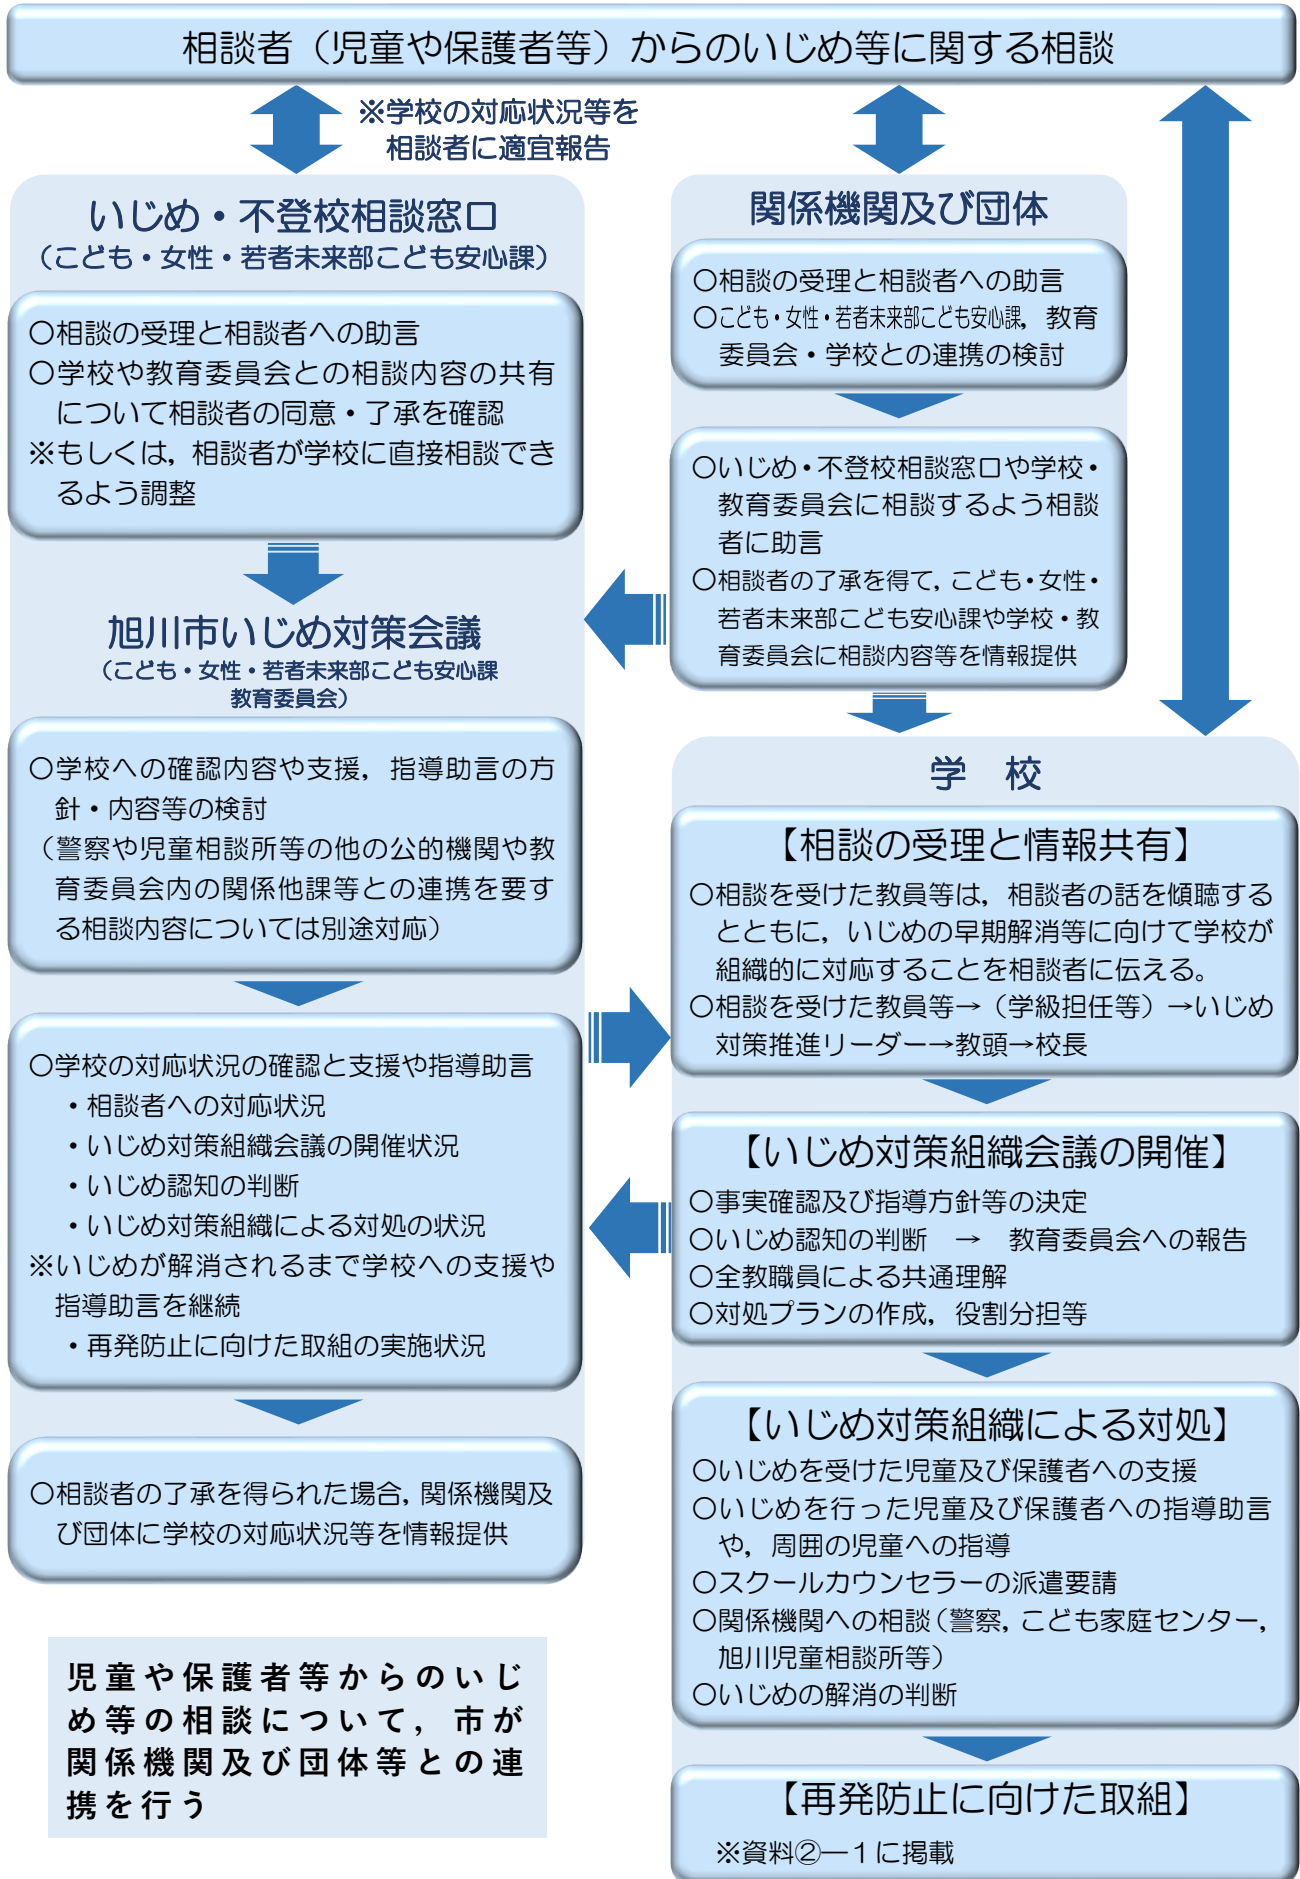 相談者（児童や保護者等）からのいじめ等に関する相談
※学校の対応状況等を
相談者に適宜報告
いじめ・不登校相談窓口
（こども・女性・若者未来部こども安心課）
〇相談の受理と相談者への助言
〇学校や教育委員会との相談内容の共有
について相談者の同意・了承を確認
※もしくは，相談者が学校に直接相談でき
るよう調整
旭川市いじめ対策会議
（こども・女性・若者未来部こども安心課
教育委員会）
〇学校への確認内容や支援，指導助言の方
針・内容等の検討
（警察や児童相談所等の他の公的機関や教
育委員会内の関係他課等との連携を要す
る相談内容については別途対応）
〇学校の対応状況の確認と支援や指導助言
・相談者への対応状況
・いじめ対策組織会議の開催状況
・いじめ認知の判断
・いじめ対策組織による対処の状況
※いじめが解消されるまで学校への支援や
指導助言を継続
・再発防止に向けた取組の実施状況
〇相談者の了承を得られた場合，関係機関及
び団体に学校の対応状況等を情報提供
児童や保護者等からのいじ
め等の相談について，市が
関係機関及び団体等との連
携を行う
関係機関及び団体
〇相談の受理と相談者への助言
〇こども・女性・若者未来部こども安心課，教育
委員会・学校との連携の検討
〇いじめ・不登校相談窓口や学校・
教育委員会に相談するよう相談
者に助言
〇相談者の了承を得て，こども・女性・
若者未来部こども安心課や学校・教
育委員会に相談内容等を情報提供
学　校
【相談の受理と情報共有】
〇相談を受けた教員等は，相談者の話を傾聴する
とともに，いじめの早期解消等に向けて学校が
組織的に対応することを相談者に伝える。
〇相談を受けた教員等→（学級担任等）→いじめ
対策推進リーダー→教頭→校長
【いじめ対策組織会議の開催】
〇事実確認及び指導方針等の決定
〇いじめ認知の判断　→　教育委員会への報告
〇全教職員による共通理解
〇対処プランの作成，役割分担等
【いじめ対策組織による対処】
〇いじめを受けた児童及び保護者への支援
〇いじめを行った児童及び保護者への指導助言
や，周囲の児童への指導
〇スクールカウンセラーの派遣要請
〇関係機関への相談（警察，こども家庭センター，
旭川児童相談所等）
〇いじめの解消の判断
【再発防止に向けた取組】
※資料②―１に掲載